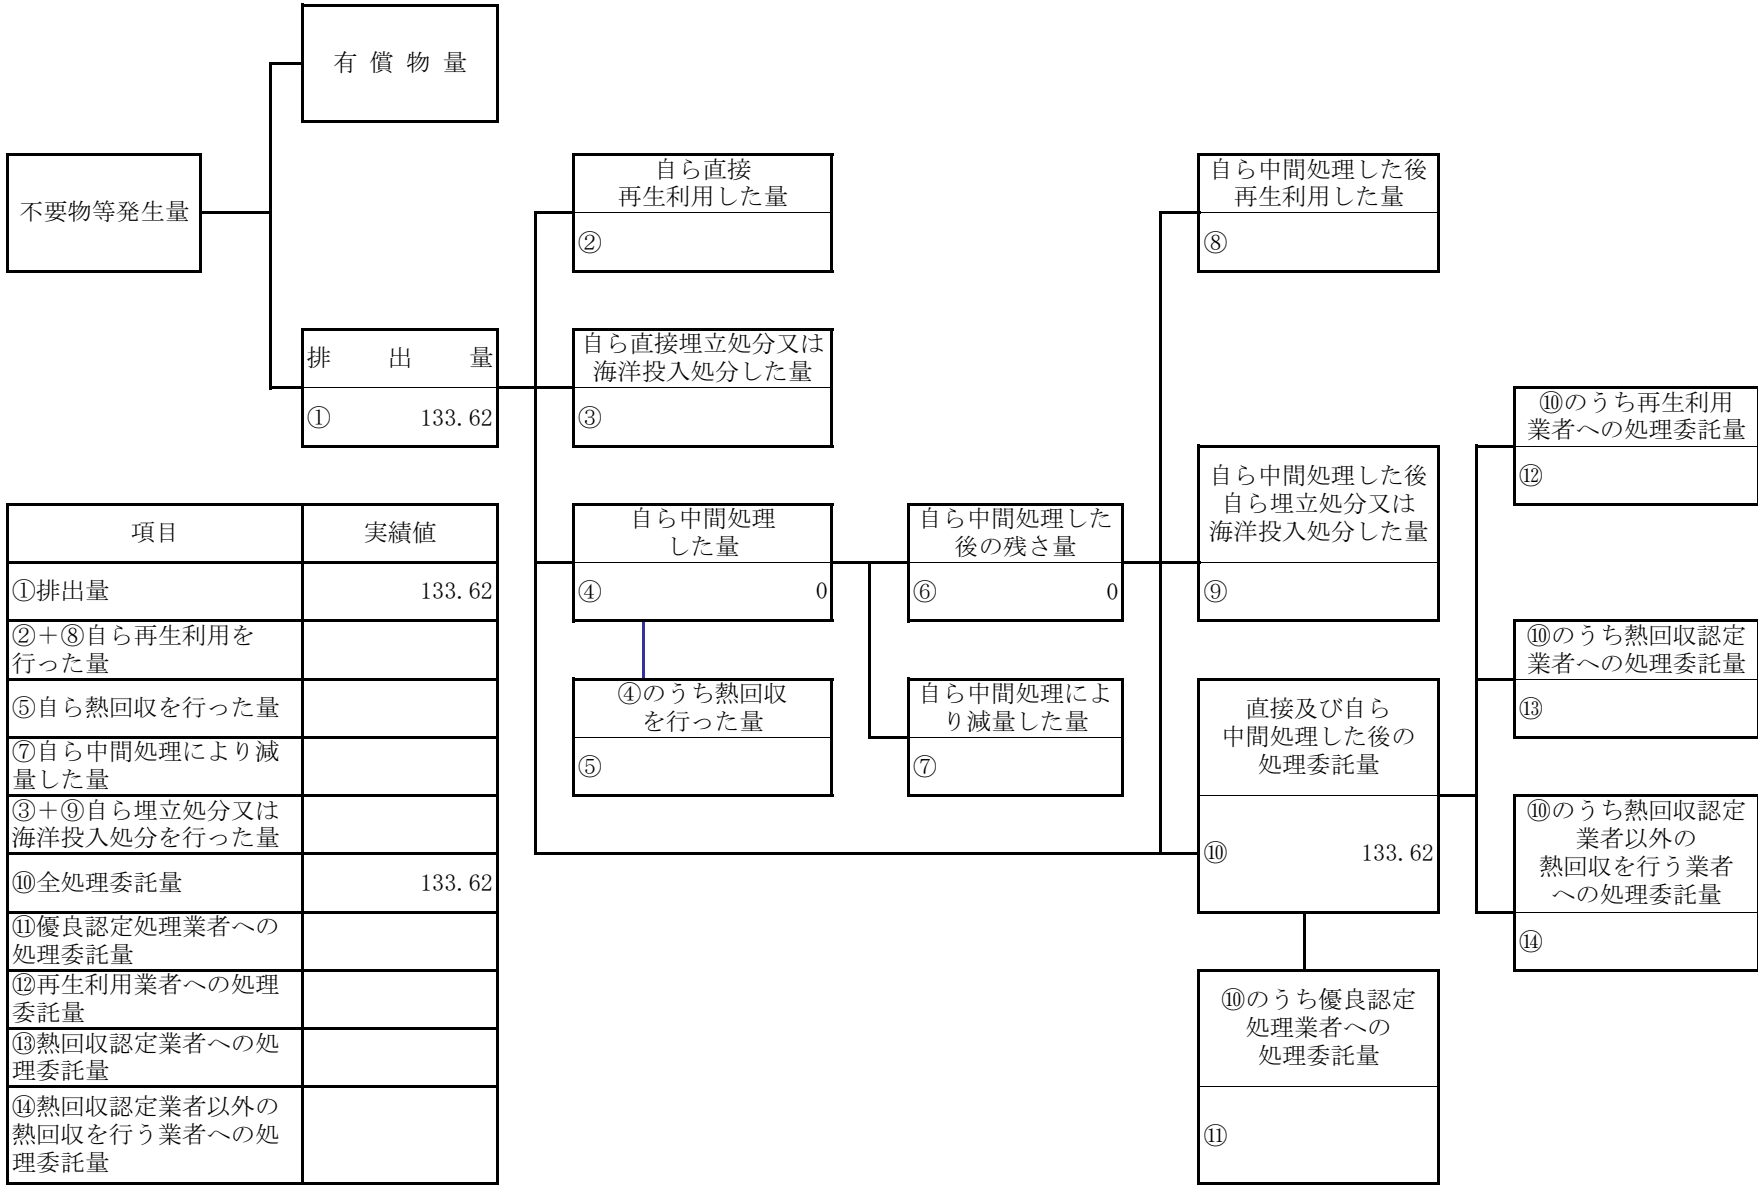 有償物量
不要物等発生量
自ら直接
再生利用した量
②
自ら中間処理した後
再生利用した量
⑧
排出量
① 133.62
自ら直接埋立処分又は
海洋投入処分した量
③
⑩のうち再生利用
業者への処理委託量
⑫
自ら中間処理
した量
④ 0
自ら中間処理した
後の残さ量
⑥ 0
自ら中間処理した後
自ら埋立処分又は
海洋投入処分した量
⑨
⑩のうち熱回収認定
業者への処理委託量
⑬
④のうち熱回収
を行った量
⑤
自ら中間処理によ
り減量した量
⑦
直接及び自ら
中間処理した後の
処理委託量
⑩ 133.62
⑩のうち熱回収認定
業者以外の
熱回収を行う業者
への処理委託量
⑭
⑩のうち優良認定
処理業者への
処理委託量
⑪
項目 実績値
①排出量 133.62
②＋⑧自ら再生利用を
行った量
⑤自ら熱回収を行った量
⑦自ら中間処理により減
量した量
③＋⑨自ら埋立処分又は
海洋投入処分を行った量
⑩全処理委託量 133.62
⑪優良認定処理業者への
処理委託量
⑫再生利用業者への処理
委託量
⑬熱回収認定業者への処
理委託量
⑭熱回収認定業者以外の
熱回収を行う業者への処
理委託量